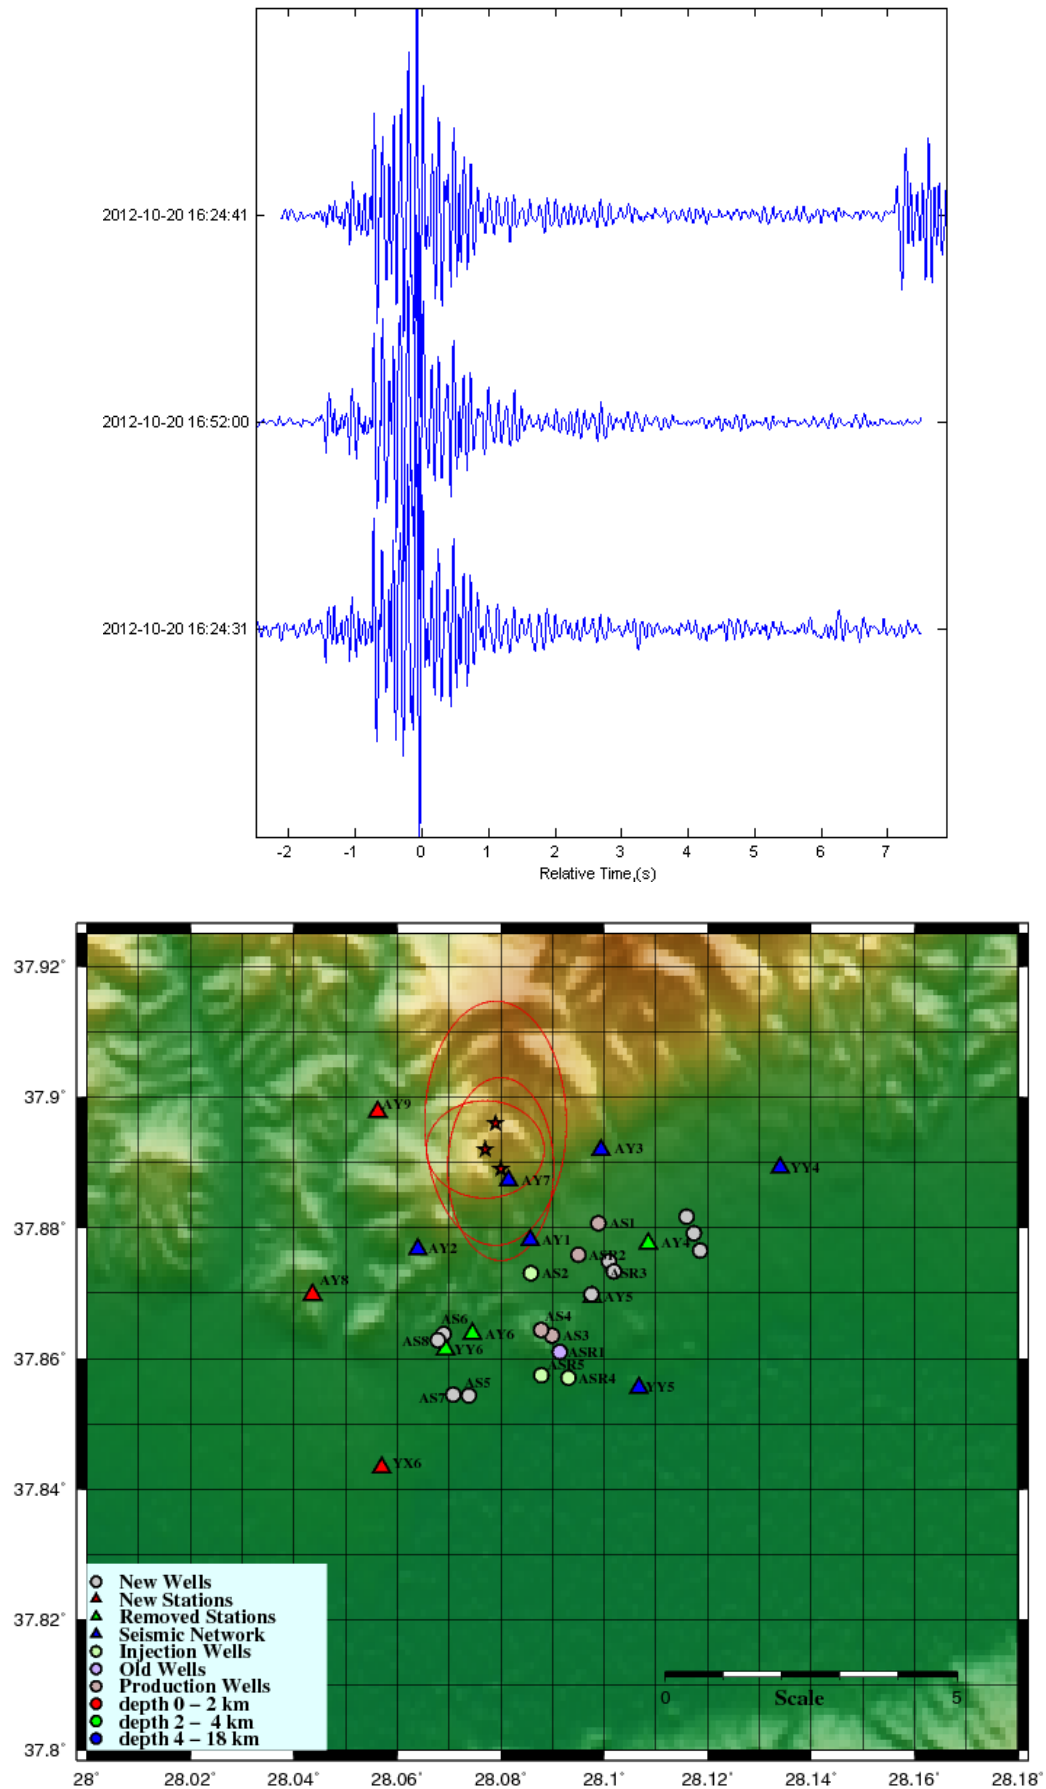 2012-10-20 16:24:41
2012-10-20 16:52:00
2012-10-20 16:24:31
-2 -1 0 1 2 3 4 5 6 7
Relative Time,(s)
37.92°
37.9°
37.88°
37.86°
37.84°
37.82°
37.8°
AY9
AY3
YY4
AY7
AY2
AY1
AS1
AY4
ASR2
AS2
ASR3
AY8
AY5
AS6
AS4
AS8
AY6
AS3
YY6
ASR1
ASR5
AS5
ASR4
YY5
AS7
YX6
New Wells
New Stations
Removed Stations
Seismic Network
Injection Wells
Old Wells
Production Wells
depth 0 – 2 km
depth 2 – 4 km
depth 4 – 18 km
0 5
Scale
28° 28.02° 28.04° 28.06° 28.08° 28.1° 28.12° 28.14° 28.16° 28.18°